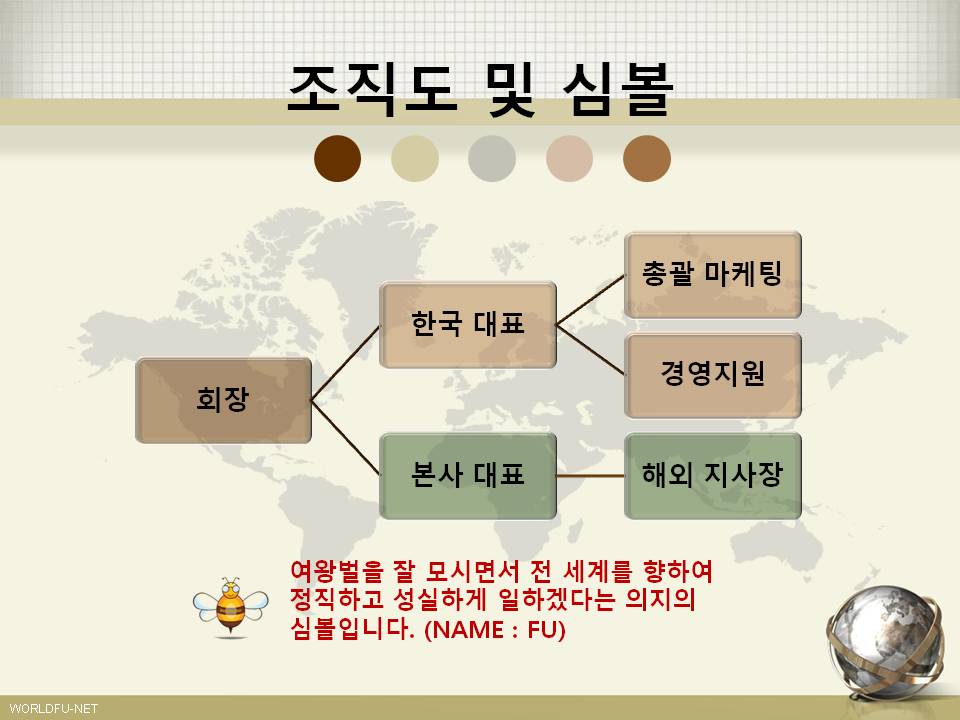 조직도 및 심볼
회장
한국 대표
본사 대표
총괄 마케팅
경영지원
해외 지사장
여왕벌을 잘 모시면서 전 세계를 향하여
정직하고 성실하게 일하겠다는 의지의
심볼입니다. (NAME : FU)
WORLDFU-NET